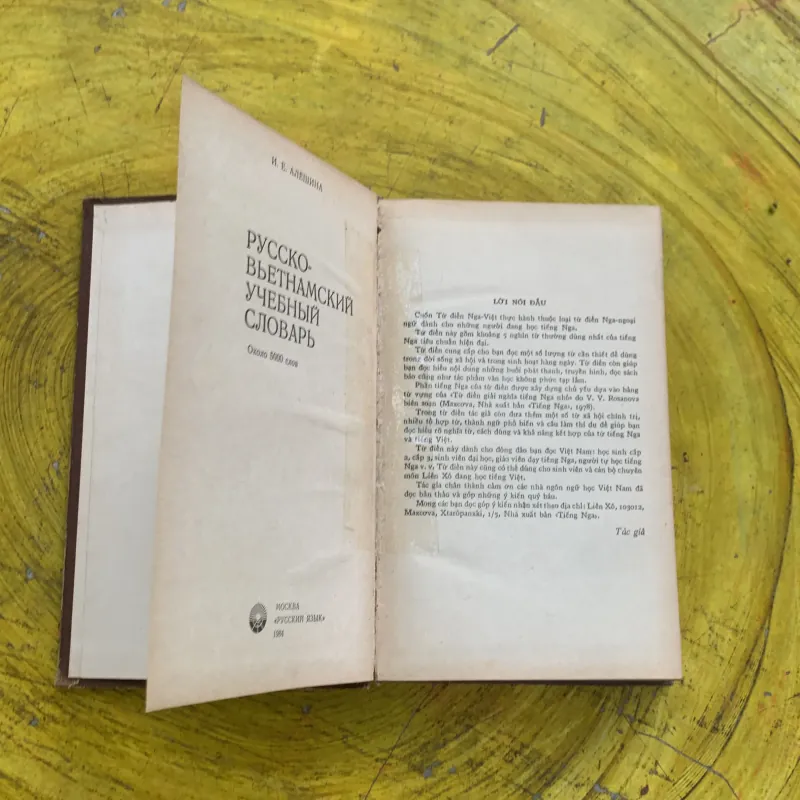 И. Е. АЛЕШИНА
РУССКО-
ВЬЕТНАМСКИЙ
УЧЕБНЫЙ
СЛОВАРЬ
Около 5000 слов
МОСКВА
«РУССКИЙ ЯЗЫК»
1984
LỜI NÓI ĐẦU
Cuốn Từ điển Nga-Việt thực hành thuộc loại từ điển Nga-ngoại
ngữ dành cho những người đang học tiếng Nga.
Từ điển này gồm khoảng 5 nghìn từ thường dùng nhất của tiếng
Nga tiêu chuẩn hiện đại.
Từ điển cung cấp cho bạn đọc một số lượng từ cần thiết để dùng
trong đời sống xã hội và trong sinh hoạt hàng ngày. Từ điển còn giúp
bạn đọc hiểu nội dung những buổi phát thanh, truyền hình, đọc sách
báo cũng như tác phẩm văn học không phức tạp lắm.
Phần tiếng Nga của từ điển được xây dựng chủ yếu dựa vào bảng
từ vựng của «Từ điển giải nghĩa tiếng Nga nhỏ» do V. V. Rosanova
biên soạn (Maxcơva, Nhà xuất bản «Tiếng Nga», 1978).
Trong từ điển tác giả còn đưa thêm một số từ xã hội chính trị,
nhiều tổ hợp từ, thành ngữ phổ biến và câu làm thí dụ để giúp bạn
đọc hiểu rõ nghĩa từ, cách dùng và khả năng kết hợp của từ tiếng Nga
và tiếng Việt.
Từ điển này dành cho đông đảo bạn đọc Việt Nam: học sinh cấp
2, cấp 3, sinh viên đại học, giáo viên dạy tiếng Nga, người tự học tiếng
Nga v. v. Từ điển này cũng có thể dùng cho sinh viên và cán bộ chuyên
môn Liên Xô đang học tiếng Việt.
Tác giả chân thành cảm ơn các nhà ngôn ngữ học Việt Nam đã
đọc bản thảo và góp những ý kiến quý báu.
Mong các bạn đọc góp ý kiến nhận xét theo địa chỉ: Liên Xô, 103012,
Maxcơva, Xtarôpanxki, 1/5, Nhà xuất bản «Tiếng Nga».
Tác giả